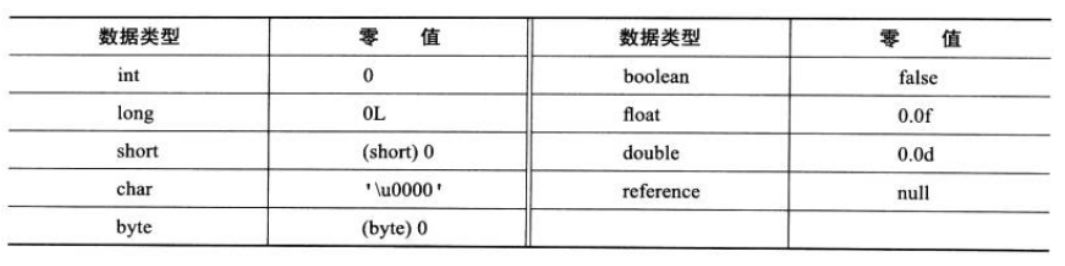 数据类型 零 值 数据类型 零 值
int 0 boolean false
long 0L float 0.0f
short (short) 0 double 0.0d
char '\u0000' reference null
byte (byte) 0